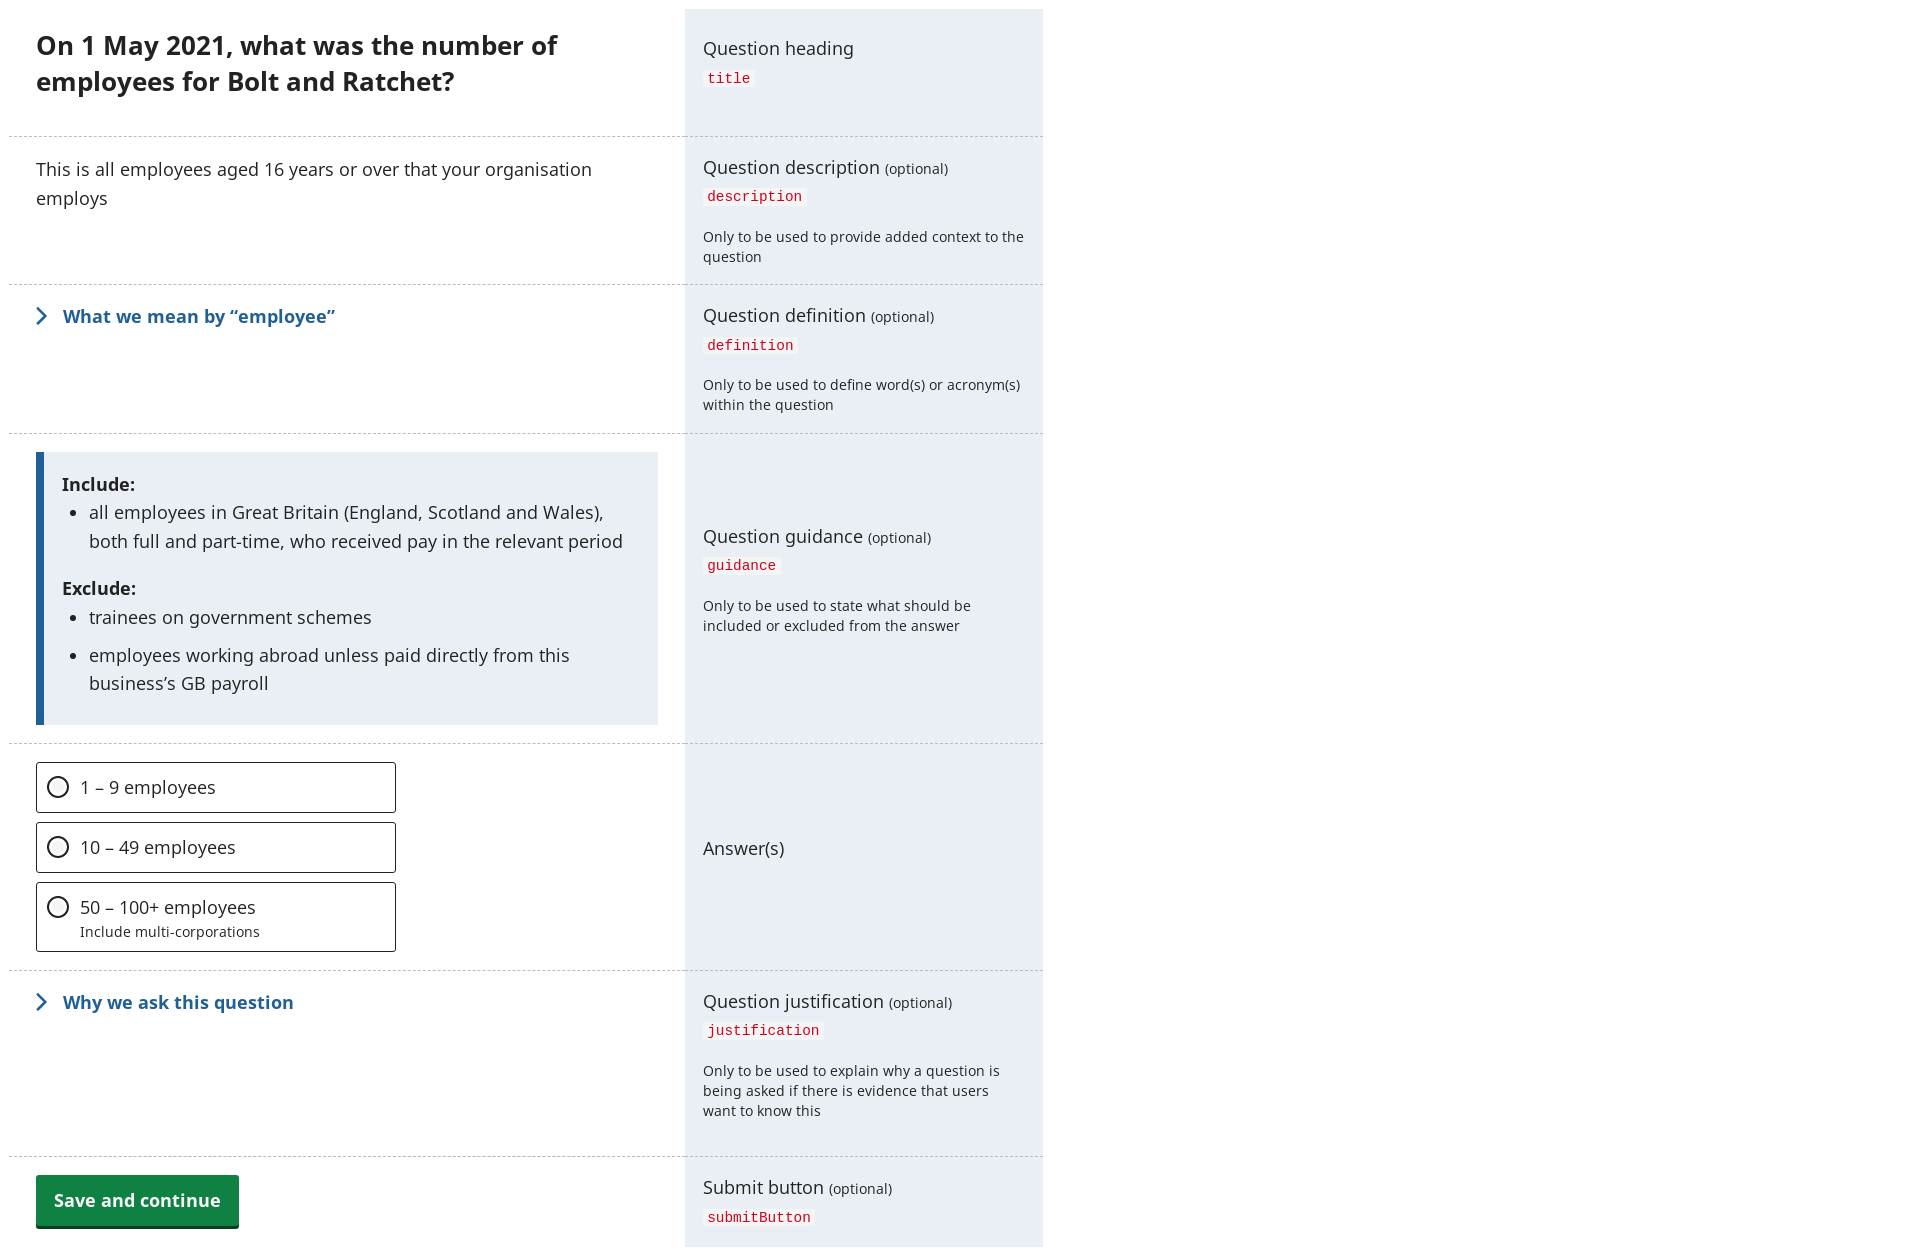 On 1 May 2021, what was the number of
employees for Bolt and Ratchet?
Question heading
title
This is all employees aged 16 years or over that your organisation
employs
Question description (optional)
description
Only to be used to provide added context to the
question
What we mean by “employee”
Question definition (optional)
definition
Only to be used to define word(s) or acronym(s)
within the question
Include:
• all employees in Great Britain (England, Scotland and Wales),
both full and part-time, who received pay in the relevant period
Exclude:
• trainees on government schemes
• employees working abroad unless paid directly from this
business’s GB payroll
Question guidance (optional)
guidance
Only to be used to state what should be
included or excluded from the answer
1 – 9 employees
10 – 49 employees
50 – 100+ employees
Include multi-corporations
Answer(s)
Why we ask this question
Question justification (optional)
justification
Only to be used to explain why a question is
being asked if there is evidence that users
want to know this
Save and continue
Submit button (optional)
submitButton